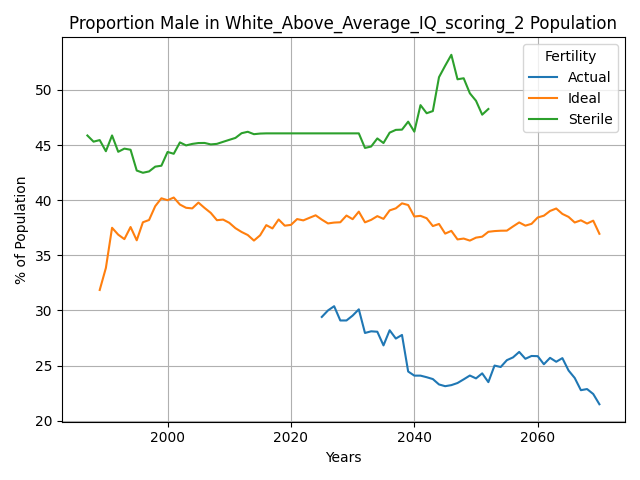 Proportion Male in White_Above_Average_IQ_scoring_2 Population
Fertility
Actual
Ideal
Sterile
% of Population
50
45
40
35
30
25
20
2000
2020
2040
2060
Years